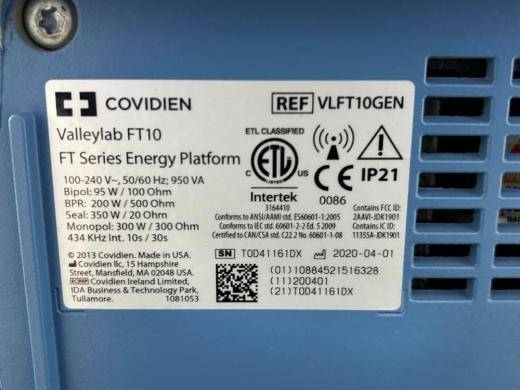 COVIDIEN
REF VLFT10GEN
Valleylab FT10
FT Series Energy Platform
100-240 V~, 50/60 Hz; 950 VA
Bipol: 95 W / 100 Ohm
BPR: 200 W / 500 Ohm
Seal: 350 W / 20 Ohm
Monopol: 300 W / 300 Ohm
434 KHz Int. 10s / 30s
ETL CLASSIFIED
C ETL US
LISTED
Intertek
3164410
CE
0086
IP21
Conforms to ANSI/AAMI std. ES60601-1:2005
Conforms to IEC std. 60601-2-2 Ed. 5 2009
Certified to CAN/CSA std. C22.2 No. 60601-1-08
Contains FCC ID:
2AAVI-JDK1901
Contains IC ID:
11355A-JDK1901
© 2013 Covidien. Made in USA.
Covidien llc, 15 Hampshire
Street, Mansfield, MA 02048 USA.
EC REP Covidien Ireland Limited,
IDA Business & Technology Park,
Tullamore.
1081053
SN T0D41161DX
2020-04-01
(01)10884521516328
(11)200401
(21)T0D41161DX